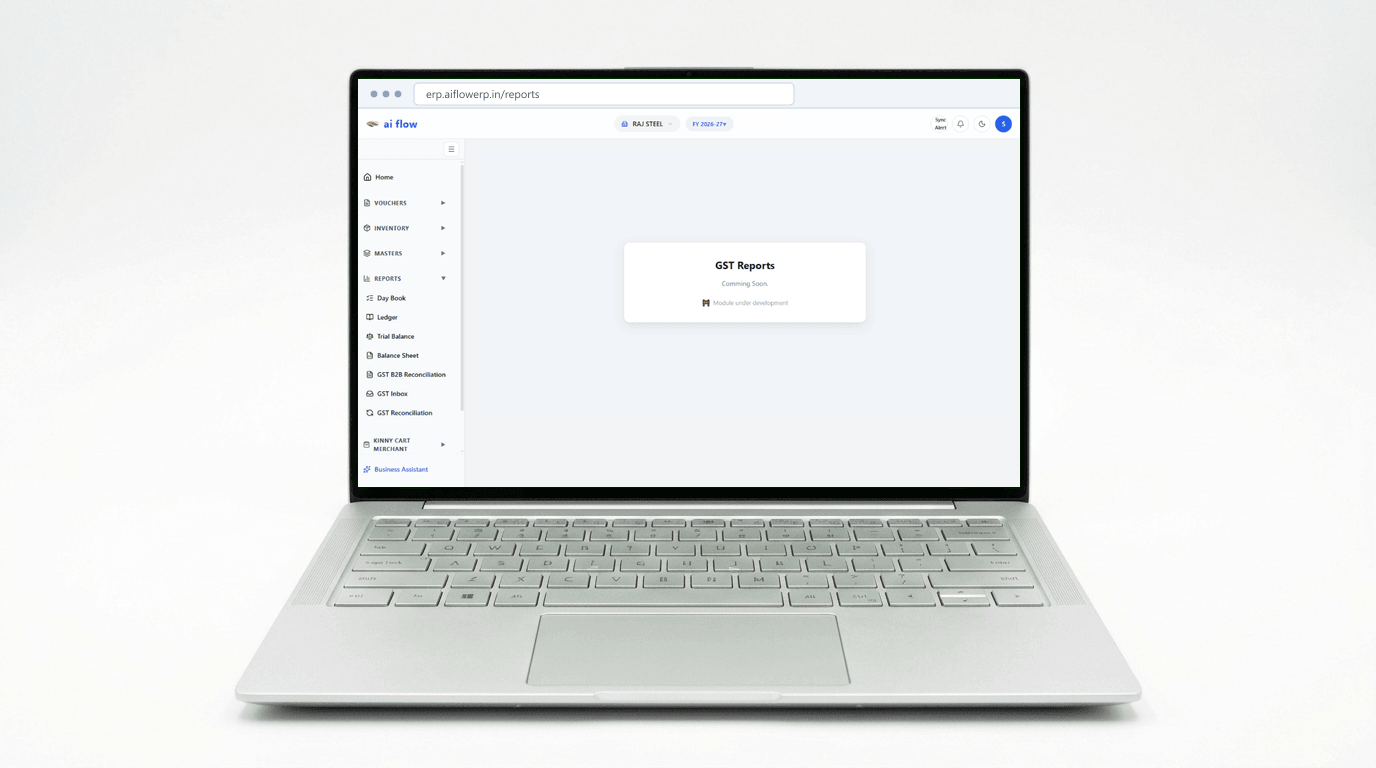 erp.aiflowerp.in/reports
ai flow
RAJ STEEL
FY 2026-27
Sync
Alert
S
Home
VOUCHERS
INVENTORY
MASTERS
REPORTS
Day Book
Ledger
Trial Balance
Balance Sheet
GST B2B Reconciliation
GST Inbox
GST Reconciliation
KINNY CART
MERCHANT
Business Assistant
GST Reports
Comming Soon.
Module under development